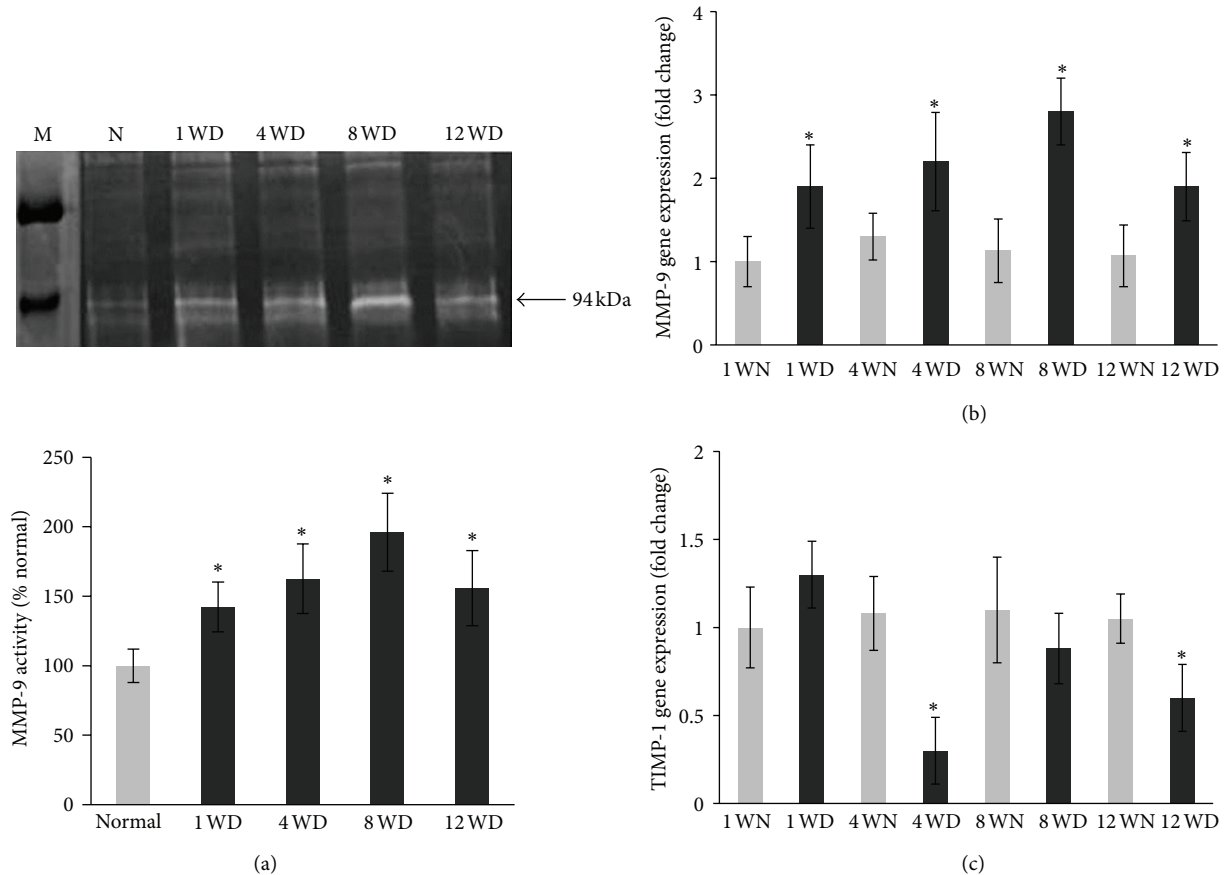 M N 1 WD 4 WD 8 WD 12 WD
94 kDa
MMP-9 activity (% normal)
250
200
150
100
50
0
* * * *
Normal 1 WD 4 WD 8 WD 12 WD
(a)
MMP-9 gene expression (fold change)
4
3
2
1
0
* * * *
1 WN 1 WD 4 WN 4 WD 8 WN 8 WD 12 WN 12 WD
(b)
TIMP-1 gene expression (fold change)
2
1.5
1
0.5
0
* *
1 WN 1 WD 4 WN 4 WD 8 WN 8 WD 12 WN 12 WD
(c)